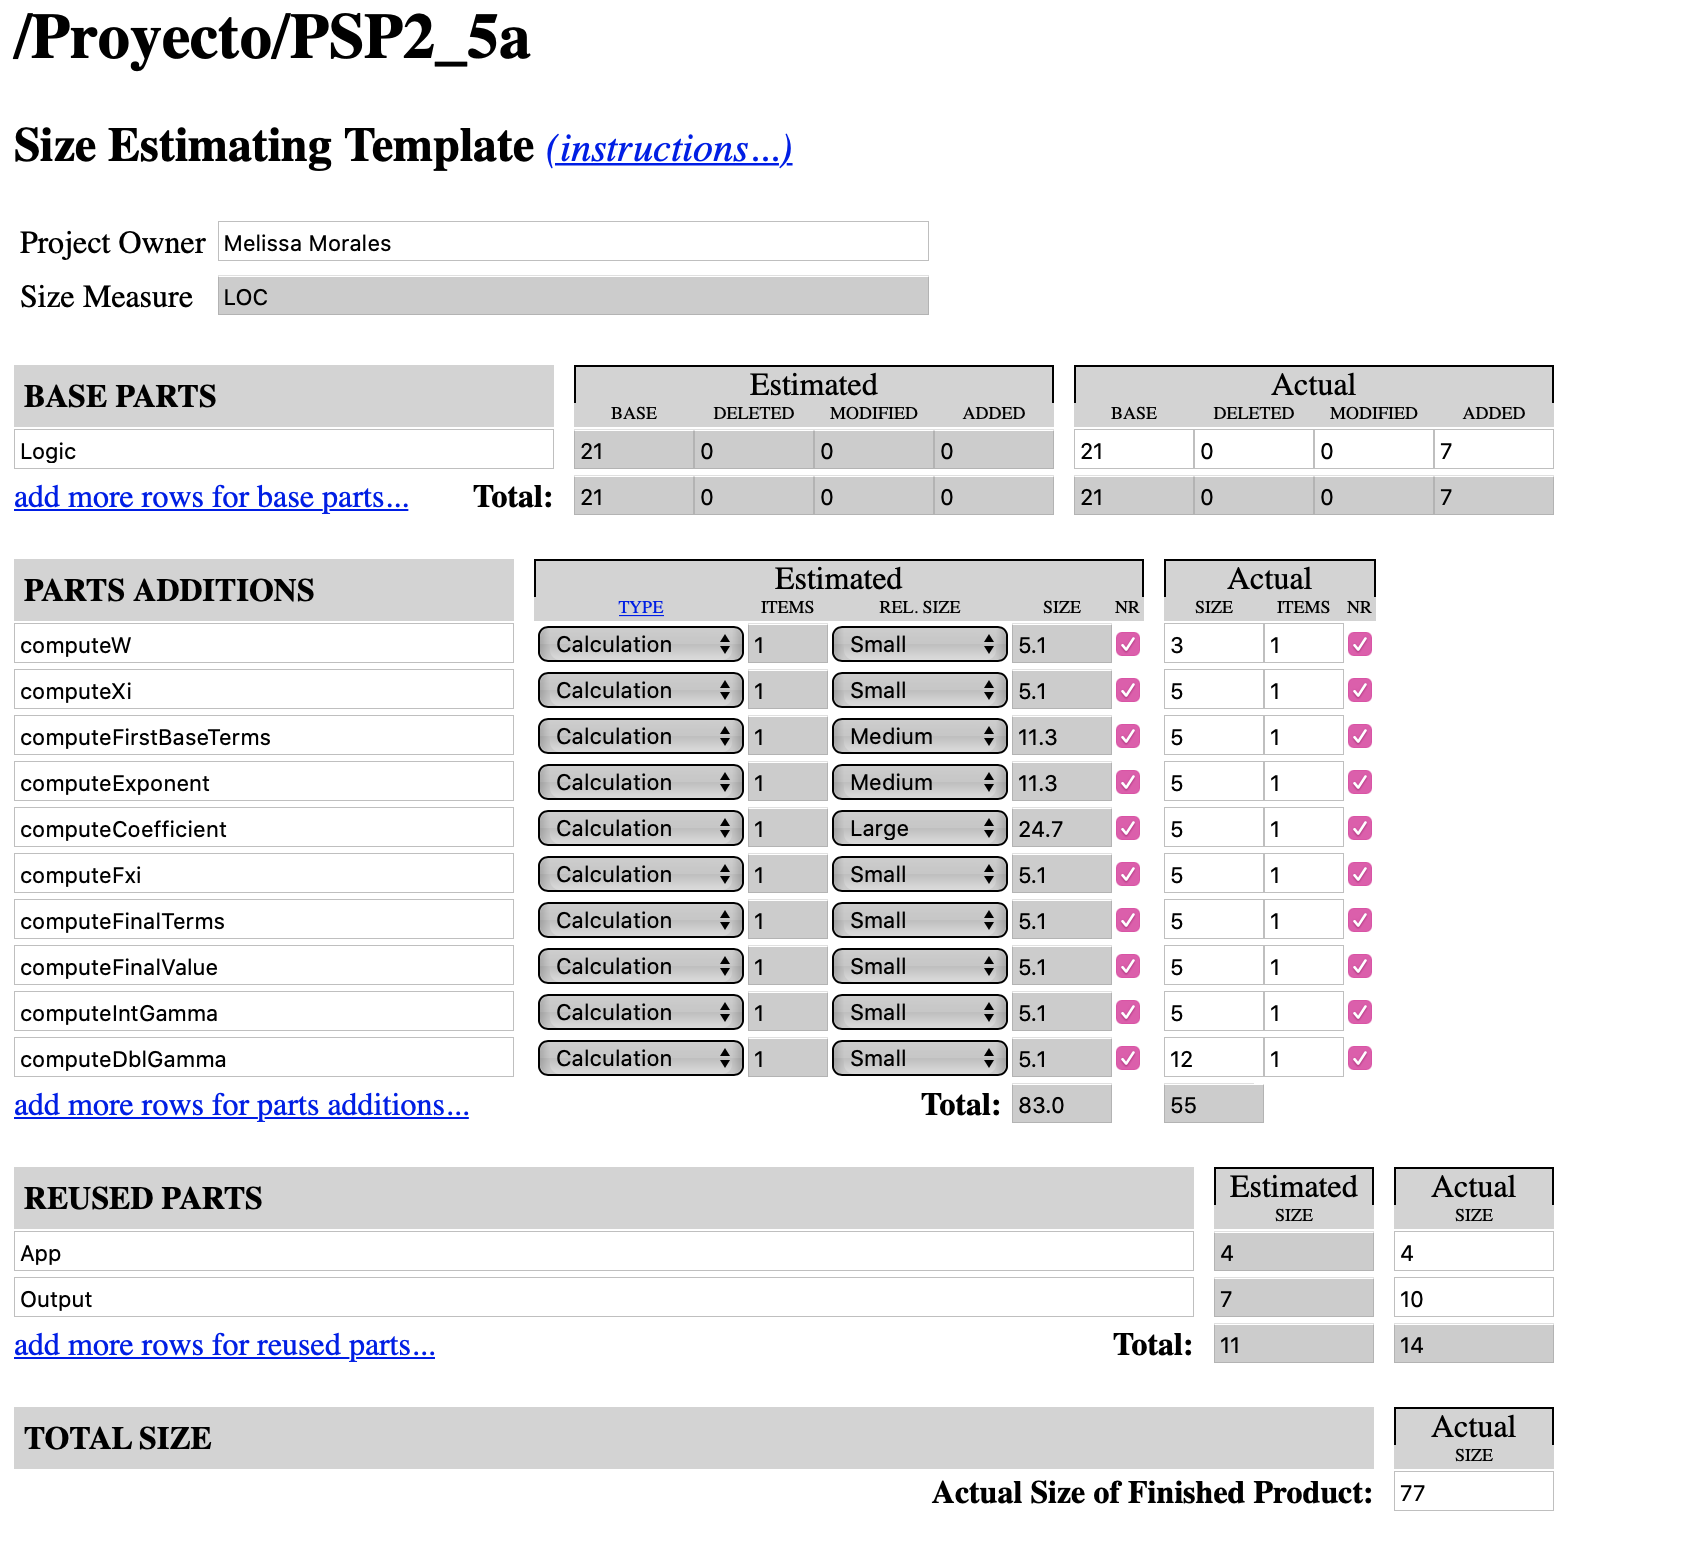 /Proyecto/PSP2_5a
Size Estimating Template (instructions...)
Project Owner Melissa Morales
Size Measure LOC
BASE PARTS Estimated Actual
BASE DELETED MODIFIED ADDED BASE DELETED MODIFIED ADDED
Logic 21 0 0 0 21 0 0 7
add more rows for base parts... Total: 21 0 0 0 21 0 0 7
PARTS ADDITIONS Estimated Actual
TYPE ITEMS REL. SIZE SIZE NR SIZE ITEMS NR
computeW Calculation 1 Small 5.1 3 1
computeXi Calculation 1 Small 5.1 5 1
computeFirstBaseTerms Calculation 1 Medium 11.3 5 1
computeExponent Calculation 1 Medium 11.3 5 1
computeCoefficient Calculation 1 Large 24.7 5 1
computeFxi Calculation 1 Small 5.1 5 1
computeFinalTerms Calculation 1 Small 5.1 5 1
computeFinalValue Calculation 1 Small 5.1 5 1
computeIntGamma Calculation 1 Small 5.1 5 1
computeDblGamma Calculation 1 Small 5.1 12 1
add more rows for parts additions... Total: 83.0 55
REUSED PARTS Estimated Actual
SIZE SIZE
App 4 4
Output 7 10
add more rows for reused parts... Total: 11 14
TOTAL SIZE Actual
SIZE
Actual Size of Finished Product: 77